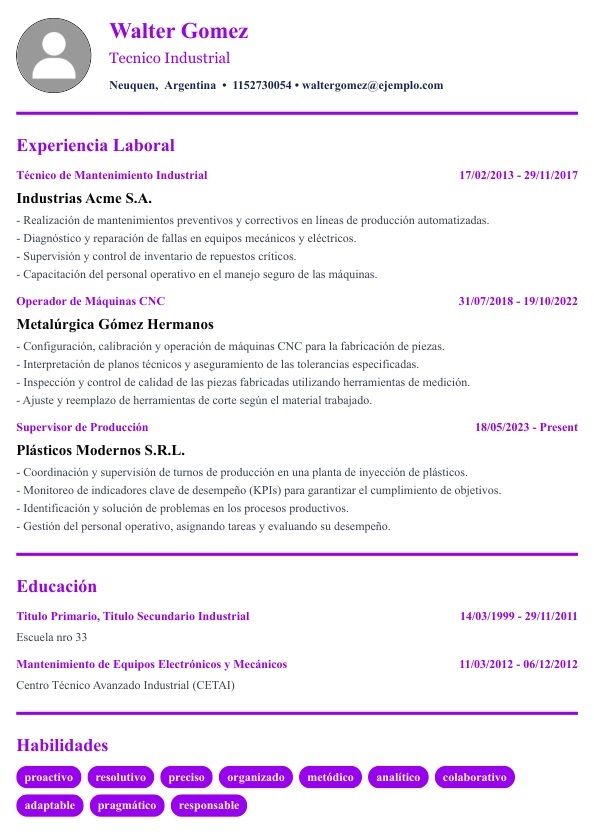 Walter Gomez
Tecnico Industrial
Neuquen, Argentina • 1152730054 • waltergomez@ejemplo.com
Experiencia Laboral
Técnico de Mantenimiento Industrial 17/02/2013 - 29/11/2017
Industrias Acme S.A.
- Realización de mantenimientos preventivos y correctivos en líneas de producción automatizadas.
- Diagnóstico y reparación de fallas en equipos mecánicos y eléctricos.
- Supervisión y control de inventario de repuestos críticos.
- Capacitación del personal operativo en el manejo seguro de las máquinas.
Operador de Máquinas CNC 31/07/2018 - 19/10/2022
Metalúrgica Gómez Hermanos
- Configuración, calibración y operación de máquinas CNC para la fabricación de piezas.
- Interpretación de planos técnicos y aseguramiento de las tolerancias especificadas.
- Inspección y control de calidad de las piezas fabricadas utilizando herramientas de medición.
- Ajuste y reemplazo de herramientas de corte según el material trabajado.
Supervisor de Producción 18/05/2023 - Present
Plásticos Modernos S.R.L.
- Coordinación y supervisión de turnos de producción en una planta de inyección de plásticos.
- Monitoreo de indicadores clave de desempeño (KPIs) para garantizar el cumplimiento de objetivos.
- Identificación y solución de problemas en los procesos productivos.
- Gestión del personal operativo, asignando tareas y evaluando su desempeño.
Educación
Titulo Primario, Titulo Secundario Industrial 14/03/1999 - 29/11/2011
Escuela nro 33
Mantenimiento de Equipos Electrónicos y Mecánicos 11/03/2012 - 06/12/2012
Centro Técnico Avanzado Industrial (CETAI)
Habilidades
proactivo resolutivo preciso organizado metódico analítico colaborativo
adaptable pragmático responsable